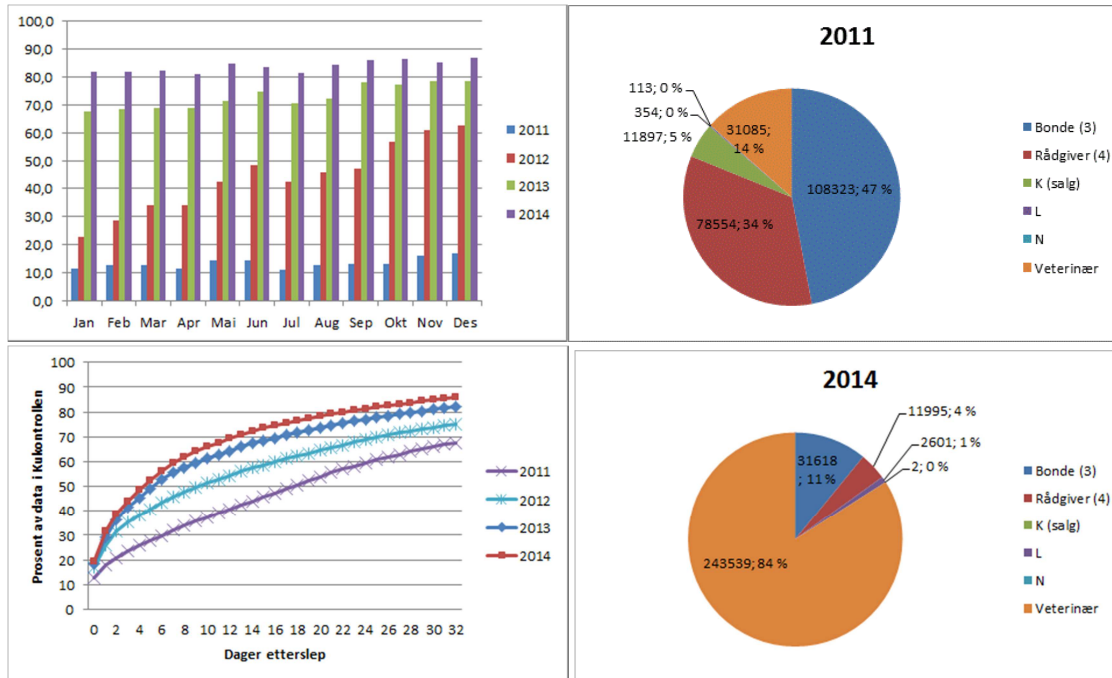 100,0
90,0
80,0
70,0
60,0
50,0
40,0
30,0
20,0
10,0
0,0
Jan Feb Mar Apr Mai Jun Jul Aug Sep Okt Nov Des
2011
2012
2013
2014
2011
113; 0 %
354; 0 %
11897; 5 %
31085;
14 %
108323; 47 %
78554; 34 %
Bonde (3)
Rådgiver (4)
K (salg)
L
N
Veterinær
Prosent av data i Kukontrollen
100
90
80
70
60
50
40
30
20
10
0
0 2 4 6 8 10 12 14 16 18 20 22 24 26 28 30 32
Dager etterslep
2011
2012
2013
2014
2014
11995; 4 %
2601; 1 %
2; 0 %
31618
; 11 %
243539; 84 %
Bonde (3)
Rådgiver (4)
K (salg)
L
N
Veterinær